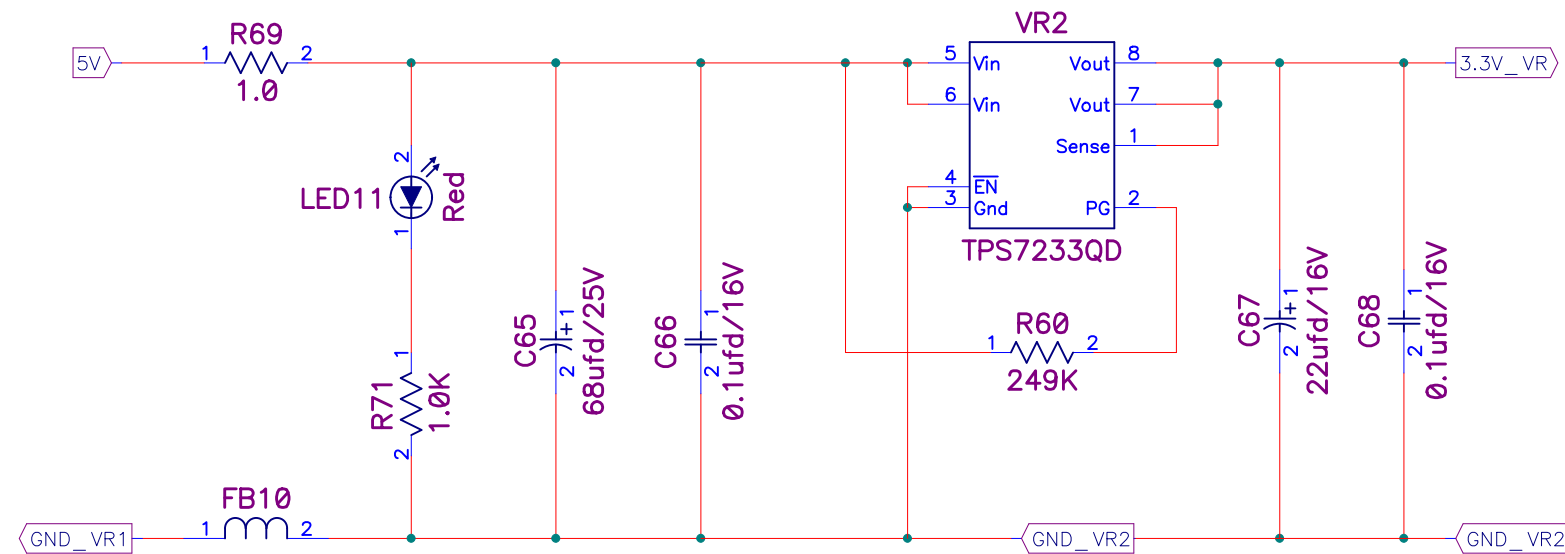 VR2
R69
5V
1
2
1.0
5
Vin
Vout
8
3.3V_VR
6
Vin
Vout
7
Sense
1
2
LED11
Red
1
4
EN
3
Gnd
PG
2
TPS7233QD
C65
+
1
2
68ufd/25V
C66
1
2
0.1ufd/16V
R60
1
2
249K
C67
+
1
2
22ufd/16V
C68
1
2
0.1ufd/16V
1
R71
1.0K
2
FB10
GND_VR1
1
2
GND_VR2
GND_VR2